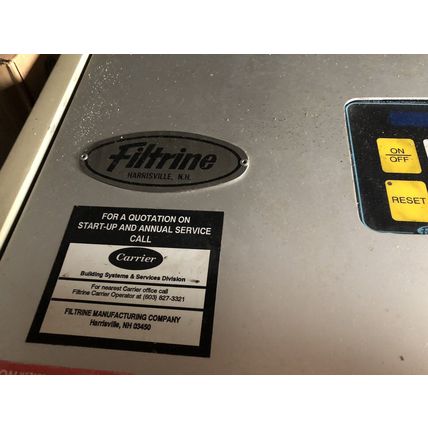 Filtrine
HARRISVILLE, N.H.
ON
OFF
RESET
FOR A QUOTATION ON
START-UP AND ANNUAL SERVICE
CALL
Carrier
Building Systems & Services Division
For nearest Carrier office call
Filtrine Carrier Operator at (603) 827-3321
FILTRINE MANUFACTURING COMPANY
Harrisville, NH 03450